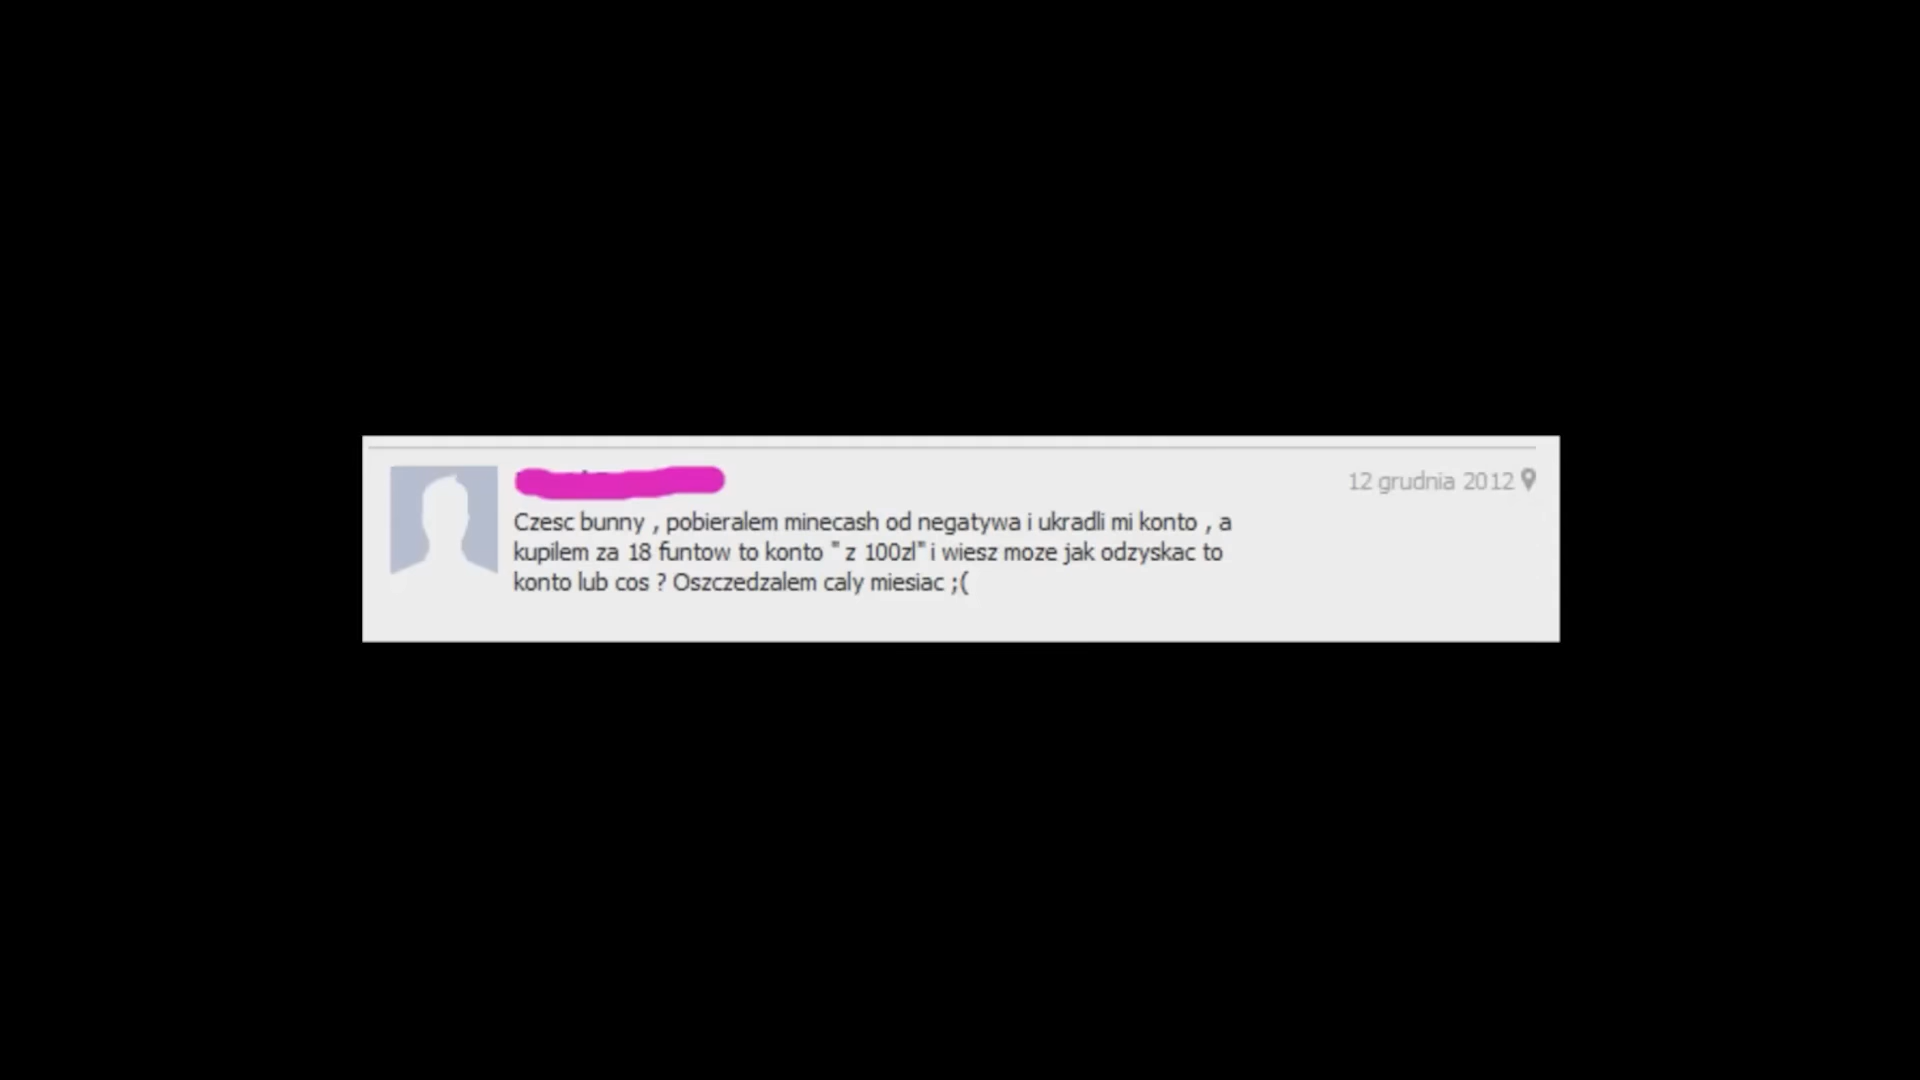 12 grudnia 2012
Czesc bunny , pobieralem minecash od negatywa i ukradli mi konto , a
kupilem za 18 funtow to konto " z 100zl" i wiesz moze jak odzyskac to
konto lub cos ? Oszczedzalem caly miesiac ;(